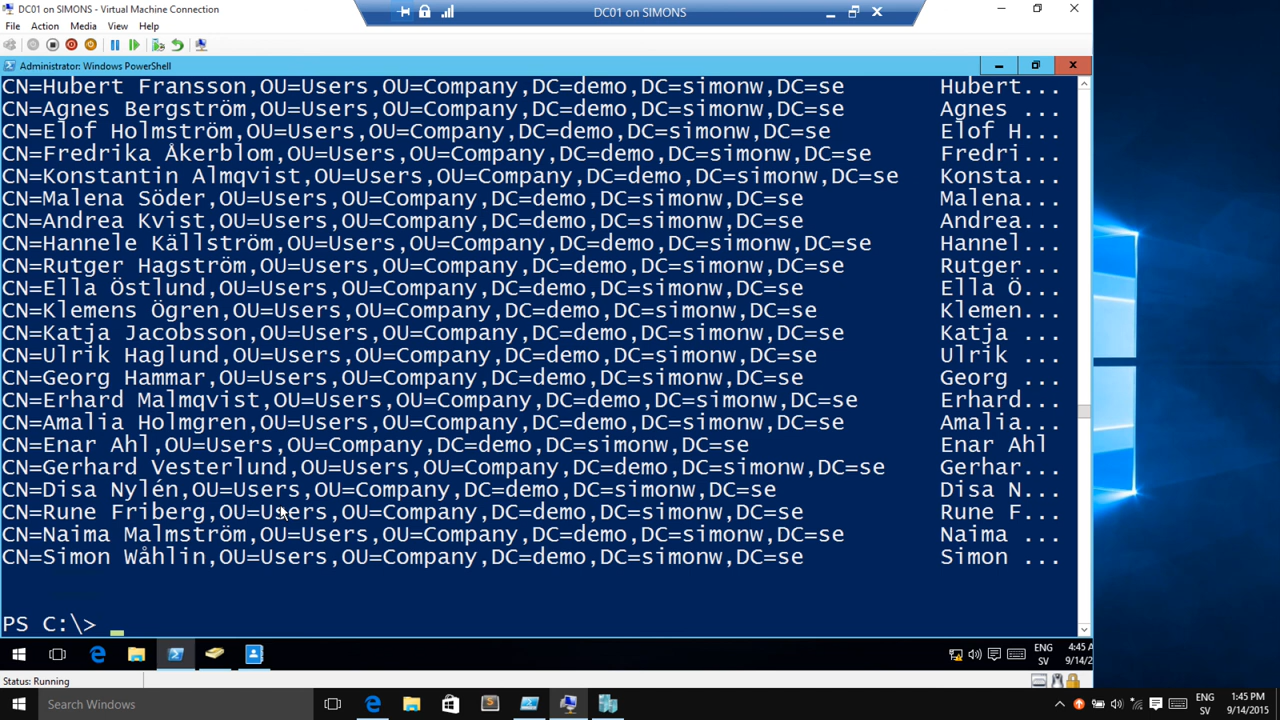 DC01 on SIMONS - Virtual Machine Connection
DC01 on SIMONS
File Action Media View Help
Administrator: Windows PowerShell
CN=Hubert Fransson,OU=Users,OU=Company,DC=demo,DC=simonw,DC=se Hubert...
CN=Agnes Bergström,OU=Users,OU=Company,DC=demo,DC=simonw,DC=se Agnes ...
CN=Elof Holmström,OU=Users,OU=Company,DC=demo,DC=simonw,DC=se Elof H...
CN=Fredrika Åkerblom,OU=Users,OU=Company,DC=demo,DC=simonw,DC=se Fredri...
CN=Konstantin Almqvist,OU=Users,OU=Company,DC=demo,DC=simonw,DC=se Konsta...
CN=Malena Söder,OU=Users,OU=Company,DC=demo,DC=simonw,DC=se Malena...
CN=Andrea Kvist,OU=Users,OU=Company,DC=demo,DC=simonw,DC=se Andrea...
CN=Hannele Källström,OU=Users,OU=Company,DC=demo,DC=simonw,DC=se Hannel...
CN=Rutger Hagström,OU=Users,OU=Company,DC=demo,DC=simonw,DC=se Rutger...
CN=Ella Östlund,OU=Users,OU=Company,DC=demo,DC=simonw,DC=se Ella Ö...
CN=Klemens Ögren,OU=Users,OU=Company,DC=demo,DC=simonw,DC=se Klemen...
CN=Katja Jacobsson,OU=Users,OU=Company,DC=demo,DC=simonw,DC=se Katja ...
CN=Ulrik Haglund,OU=Users,OU=Company,DC=demo,DC=simonw,DC=se Ulrik ...
CN=Georg Hammar,OU=Users,OU=Company,DC=demo,DC=simonw,DC=se Georg ...
CN=Erhard Malmqvist,OU=Users,OU=Company,DC=demo,DC=simonw,DC=se Erhard...
CN=Amalia Holmgren,OU=Users,OU=Company,DC=demo,DC=simonw,DC=se Amalia...
CN=Enar Ahl,OU=Users,OU=Company,DC=demo,DC=simonw,DC=se Enar Ahl
CN=Gerhard Vesterlund,OU=Users,OU=Company,DC=demo,DC=simonw,DC=se Gerhar...
CN=Disa Nylén,OU=Users,OU=Company,DC=demo,DC=simonw,DC=se Disa N...
CN=Rune Friberg,OU=Users,OU=Company,DC=demo,DC=simonw,DC=se Rune F...
CN=Naima Malmström,OU=Users,OU=Company,DC=demo,DC=simonw,DC=se Naima ...
CN=Simon Wåhlin,OU=Users,OU=Company,DC=demo,DC=simonw,DC=se Simon ...
PS C:\>
ENG 4:45 A
SV 9/14/2
Status: Running
Search Windows
ENG 1:45 PM
SV 9/14/2015